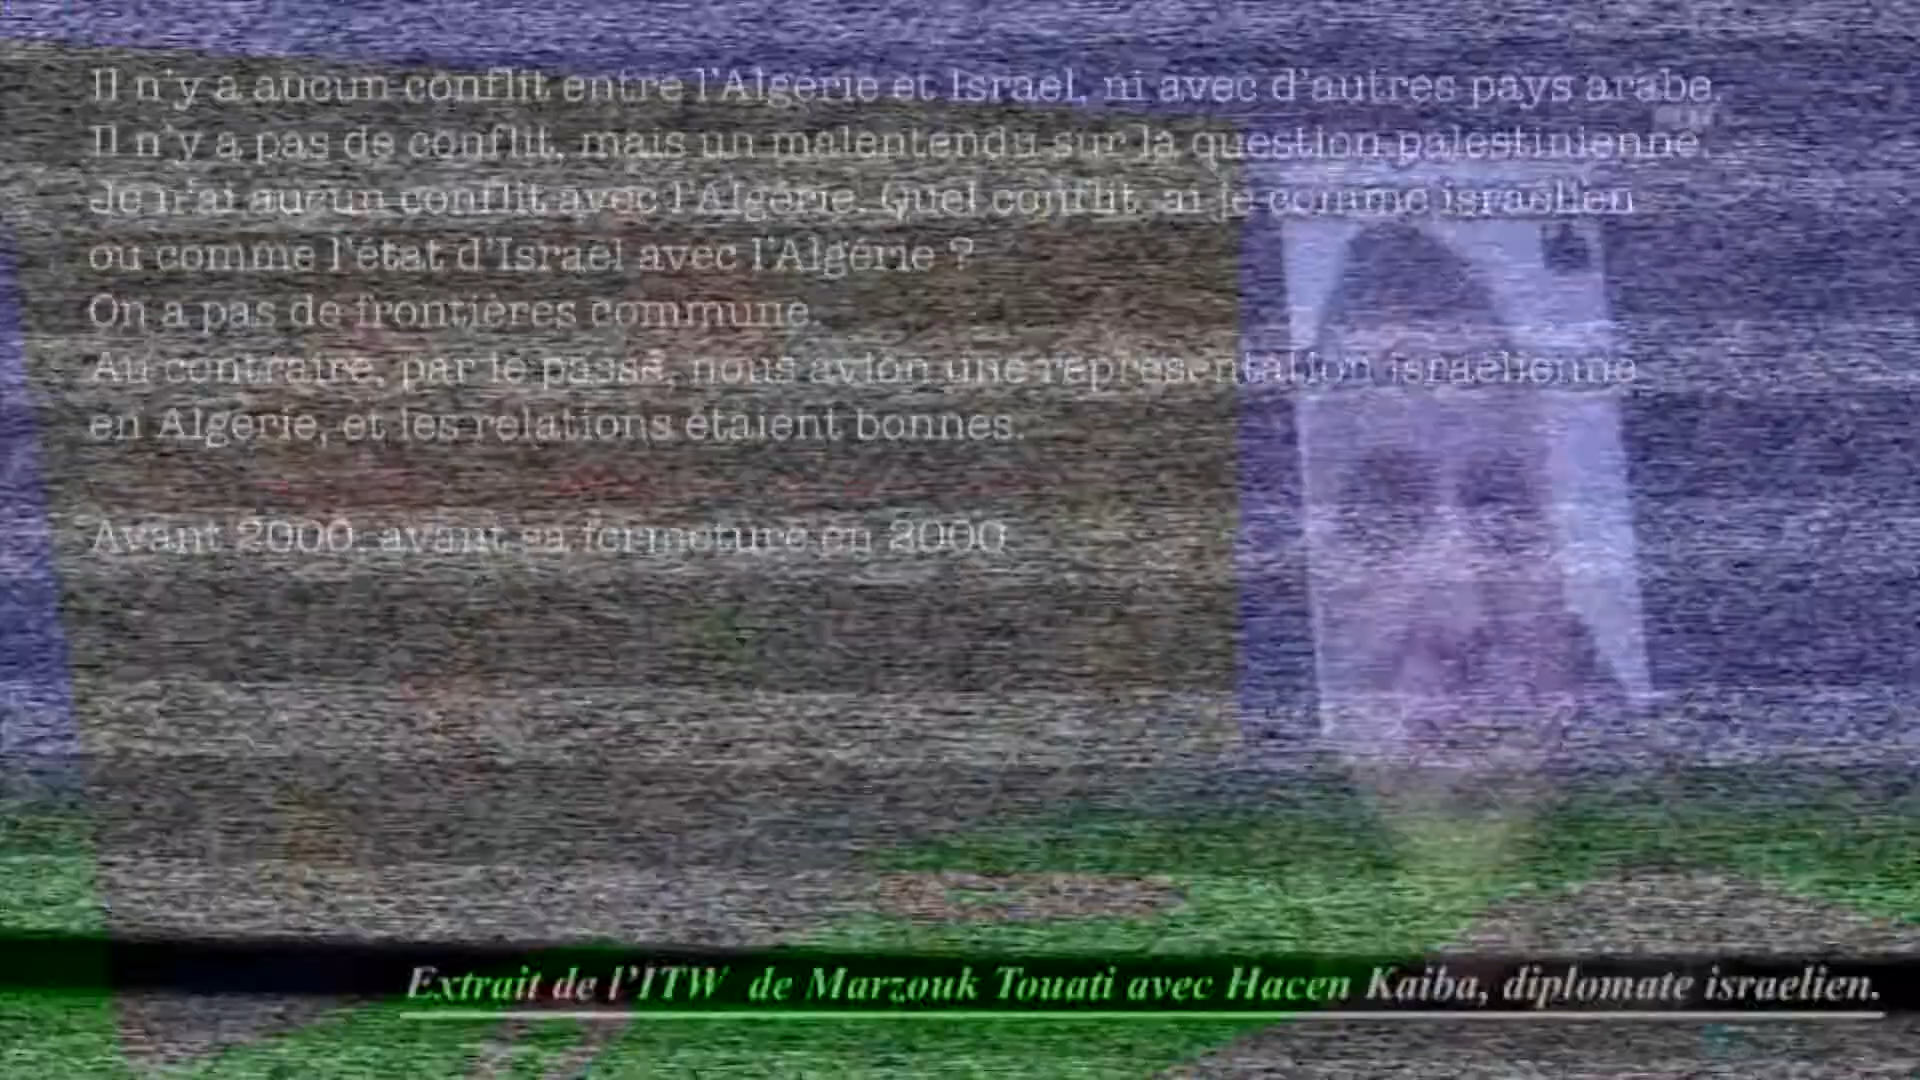 Il n'y a aucun conflit entre l'Algérie et Israel, ni avec d'autres pays arabe.
Il n'y a pas de conflit, mais un malentendu sur la question palestinienne.
Je n'ai aucun conflit avec l'Algérie. Quel conflit ai je comme israélien
ou comme l'état d'Israel avec l'Algérie ?
On a pas de frontières commune.
Au contraire, par le passé, nous avion une représentation israelienne
en Algérie, et les relations étaient bonnes.
Avant 2000, avant sa fermeture en 2000
Extrait de l'ITW de Marzouk Touati avec Hacen Kaiba, diplomate israelien.